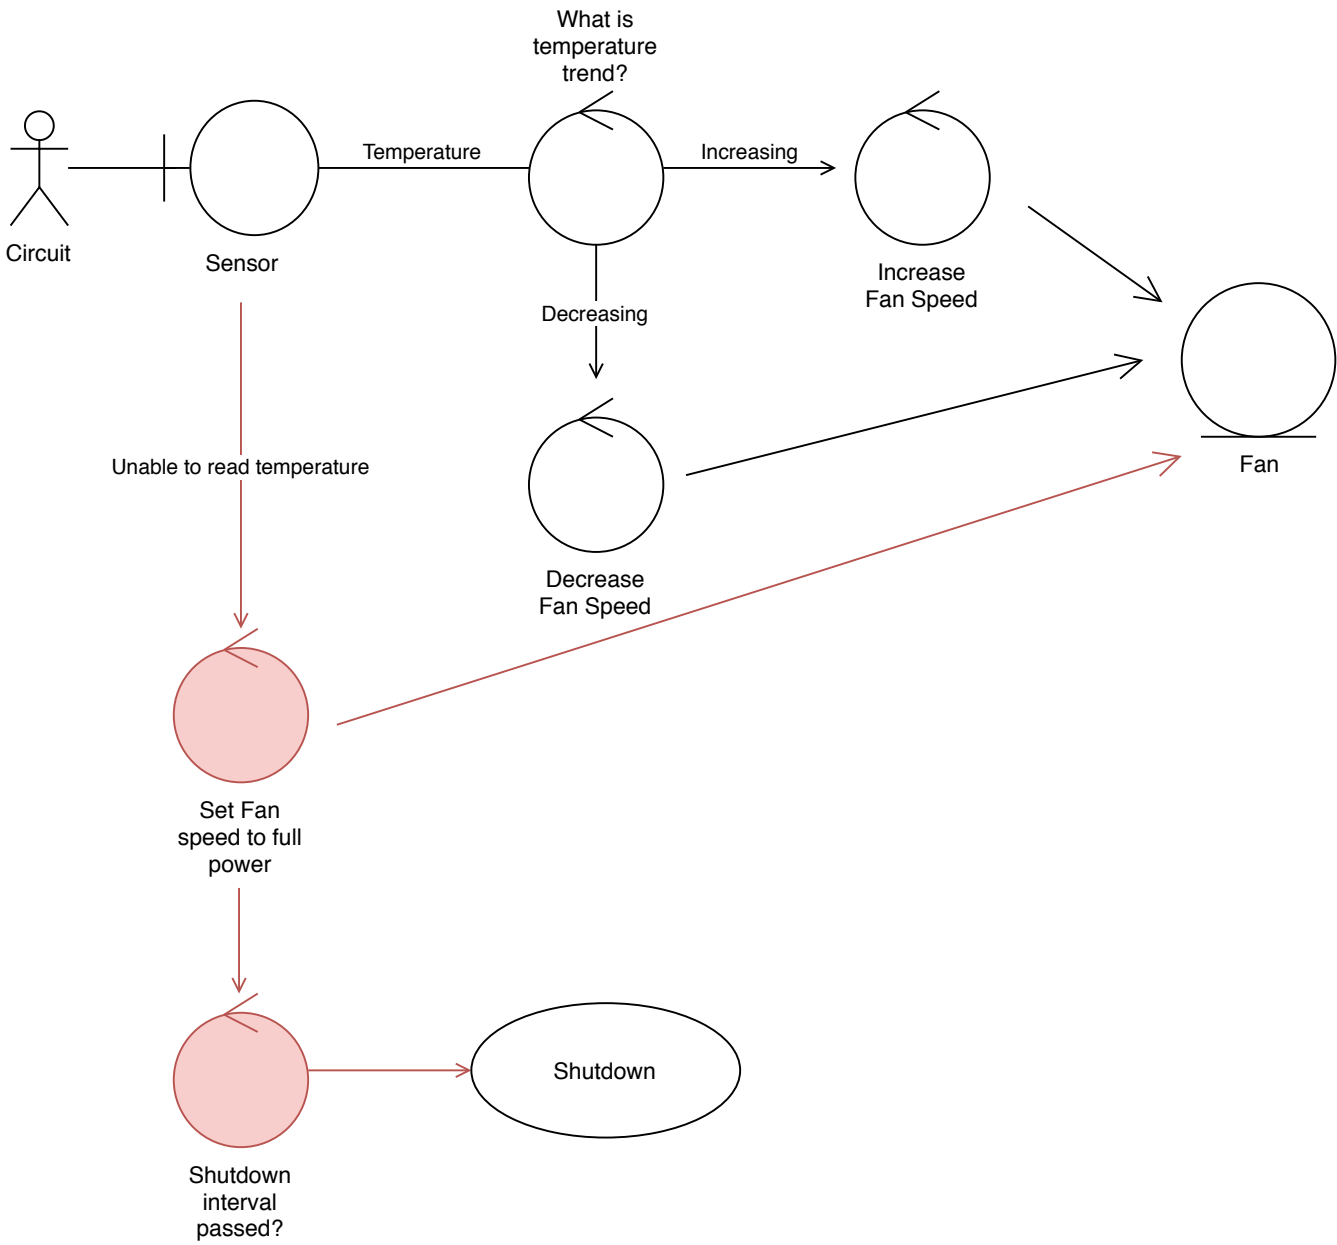 What is
temperature
trend?
Temperature
Increasing
Circuit
Sensor
Increase
Fan Speed
Decreasing
Fan
Unable to read temperature
Decrease
Fan Speed
Set Fan
speed to full
power
Shutdown
Shutdown
interval
passed?